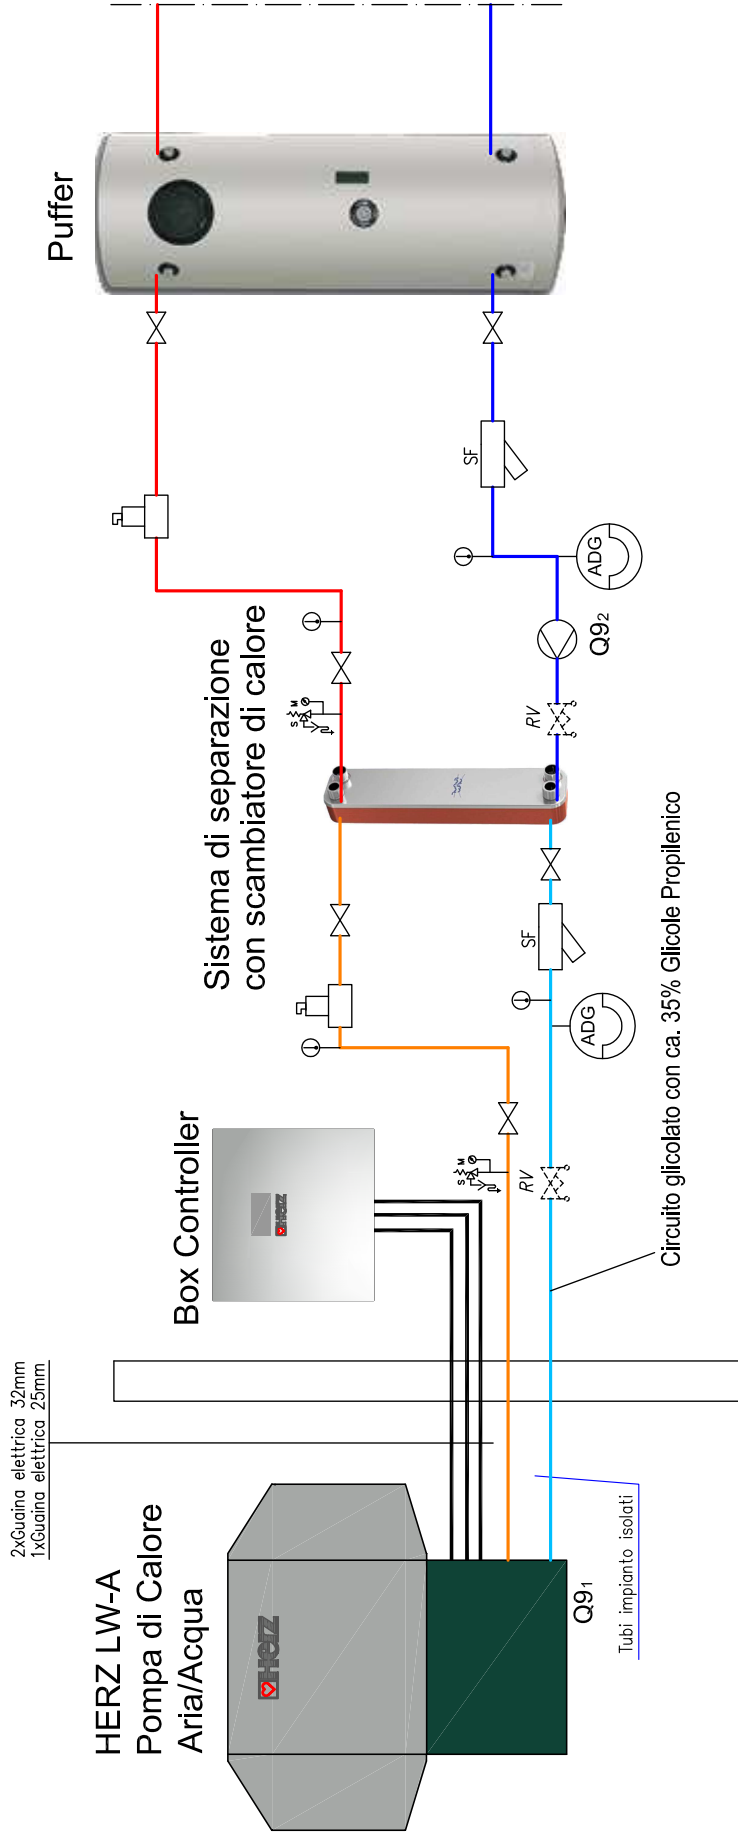 2xGuaina elettrica 32mm
1xGuaina elettrica 25mm
HERZ LW-A
Pompa di Calore
Aria/Acqua
HERZ
Q91
Tubi impianto isolati
Box Controller
HERZ
S
M
RV
Circuito glicolato con ca. 35% Glicole Propilenico
ADG
SF
Sistema di separazione
con scambiatore di calore
S
M
RV
Q92
ADG
SF
Puffer